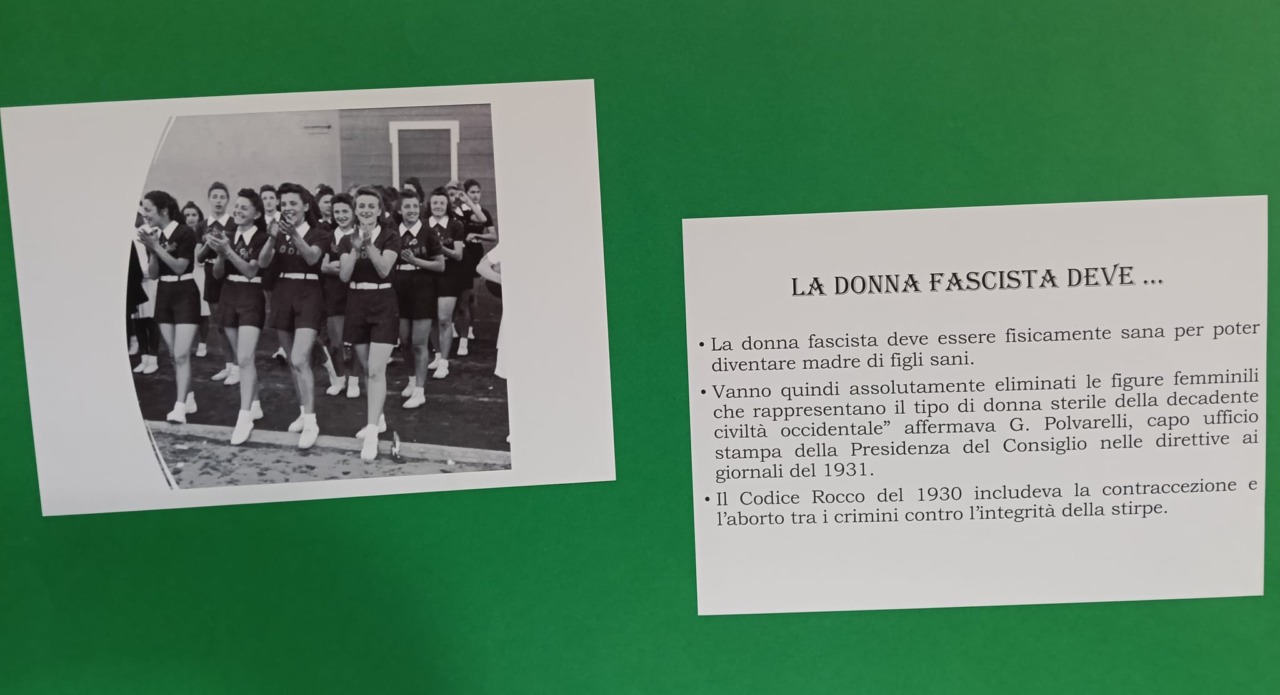 LA DONNA FASCISTA DEVE ...
• La donna fascista deve essere fisicamente sana per poter
diventare madre di figli sani.
• Vanno quindi assolutamente eliminati le figure femminili
che rappresentano il tipo di donna sterile della decadente
civiltà occidentale” affermava G. Polvarelli, capo ufficio
stampa della Presidenza del Consiglio nelle direttive ai
giornali del 1931.
• Il Codice Rocco del 1930 includeva la contraccezione e
l’aborto tra i crimini contro l’integrità della stirpe.